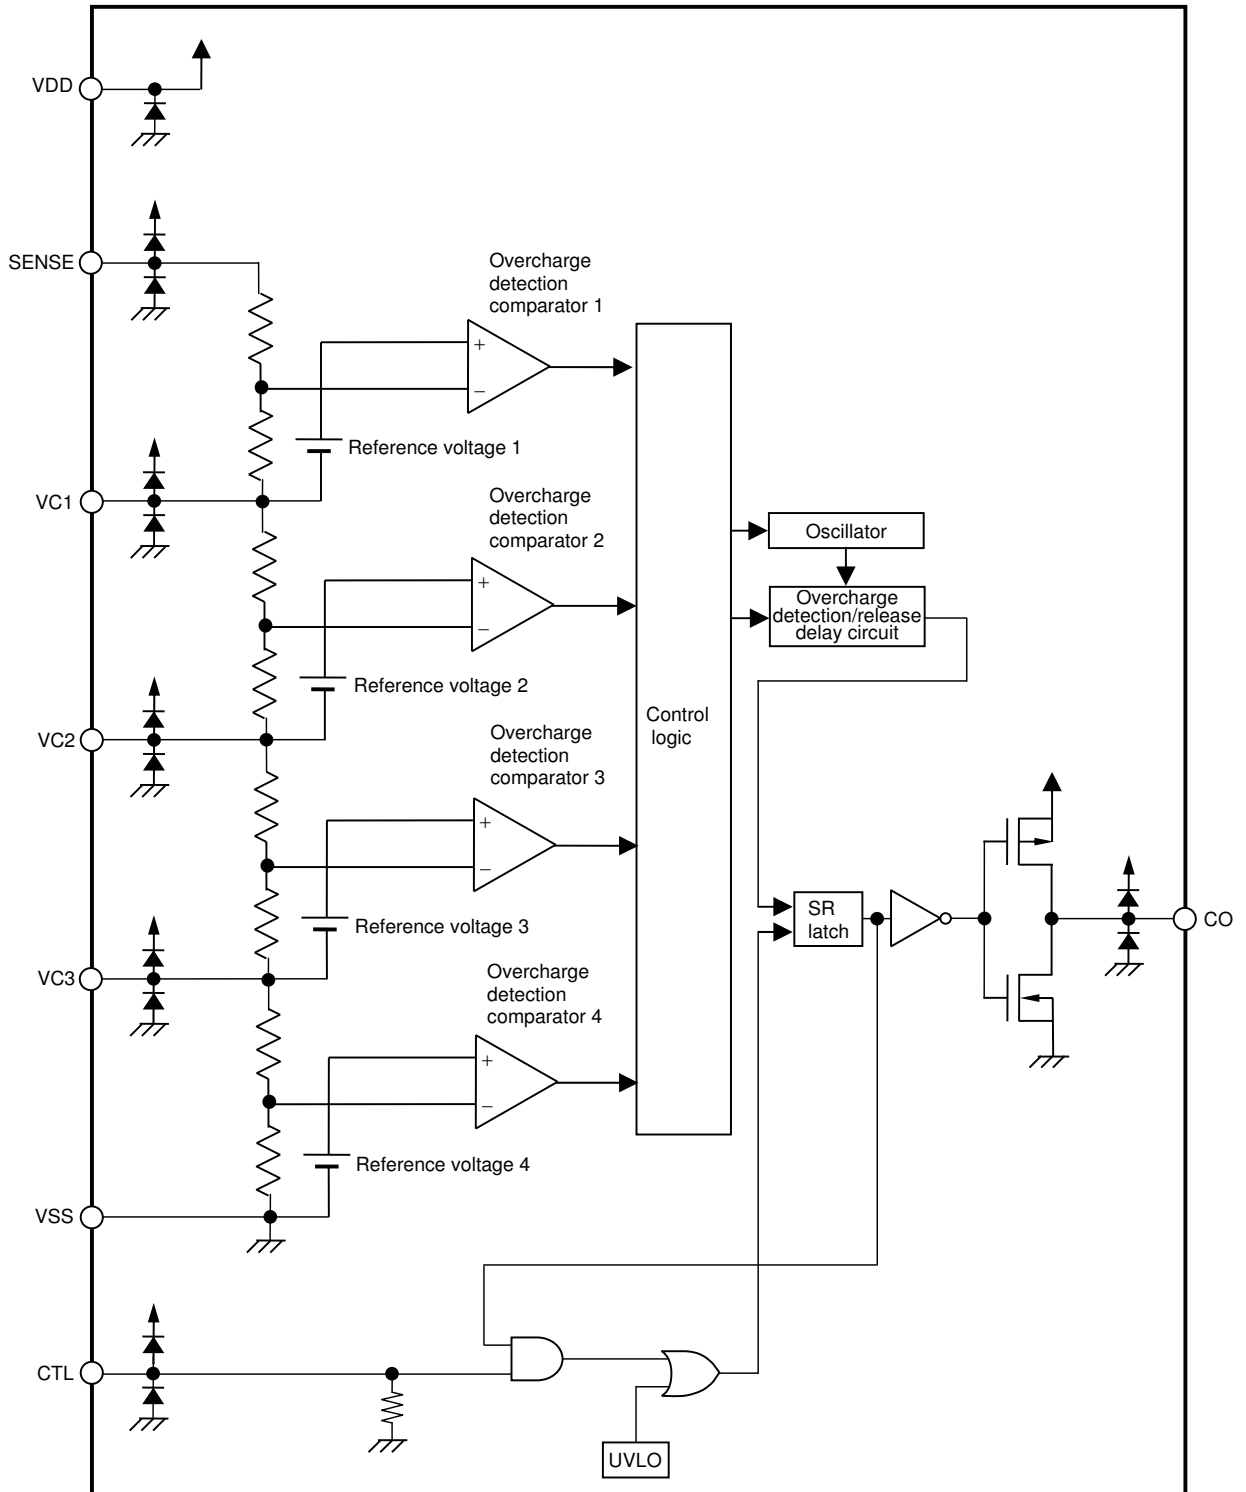 VDD
SENSE
Overcharge
detection
comparator 1
+
−
Reference voltage 1
VC1
Overcharge
detection
comparator 2
+
−
Oscillator
Overcharge
detection/release
delay circuit
Reference voltage 2
Control
logic
VC2
Overcharge
detection
comparator 3
+
−
SR
latch
CO
Reference voltage 3
VC3
Overcharge
detection
comparator 4
+
−
Reference voltage 4
VSS
CTL
UVLO